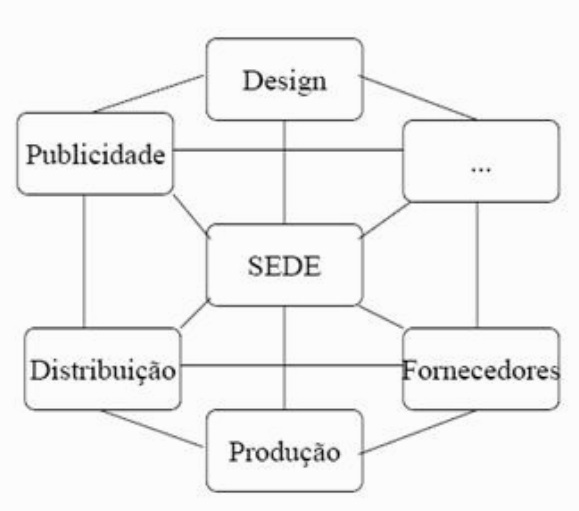 Design
Publicidade
...
SEDE
Distribuição
Fornecedores
Produção